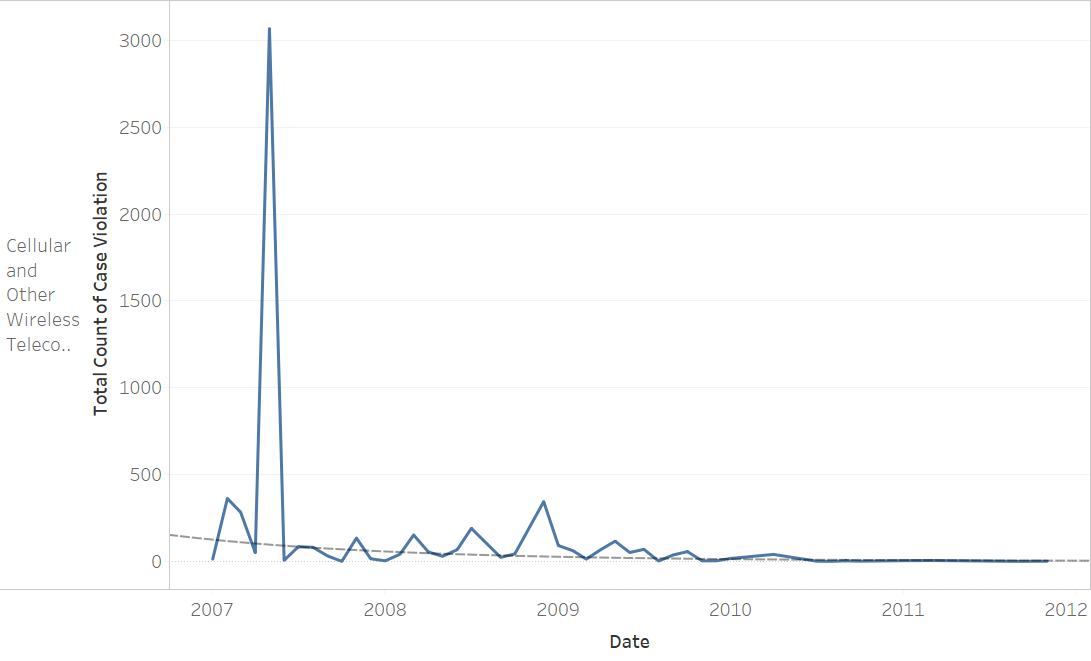 Cellular
and
Other
Wireless
Teleco..
Total Count of Case Violation
3000
2500
2000
1500
1000
500
0
2007 2008 2009 2010 2011 2012
Date